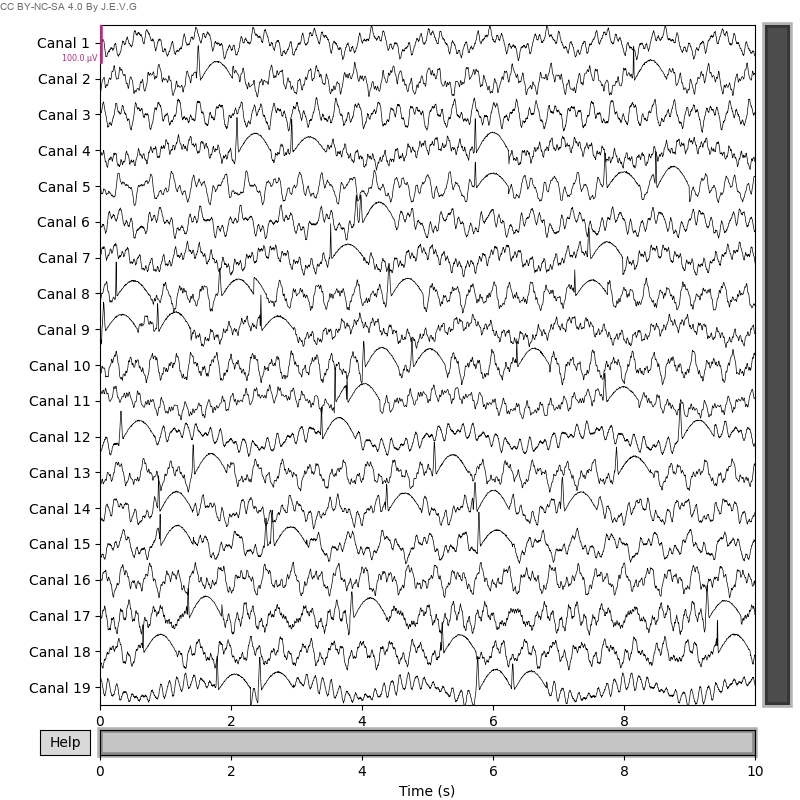 CC BY-NC-SA 4.0 By J.E.V.G
Canal 1
100.0 µV
Canal 2
Canal 3
Canal 4
Canal 5
Canal 6
Canal 7
Canal 8
Canal 9
Canal 10
Canal 11
Canal 12
Canal 13
Canal 14
Canal 15
Canal 16
Canal 17
Canal 18
Canal 19
0 2 4 6 8
Help
0 2 4 6 8 10
Time (s)